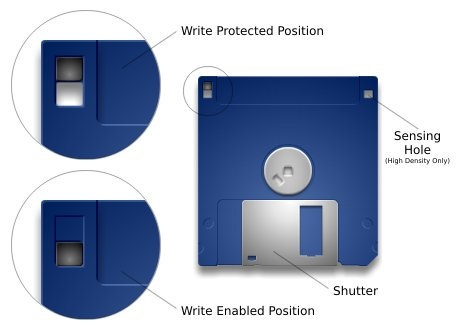 Write Protected Position
Sensing
Hole
(High Density Only)
Shutter
Write Enabled Position